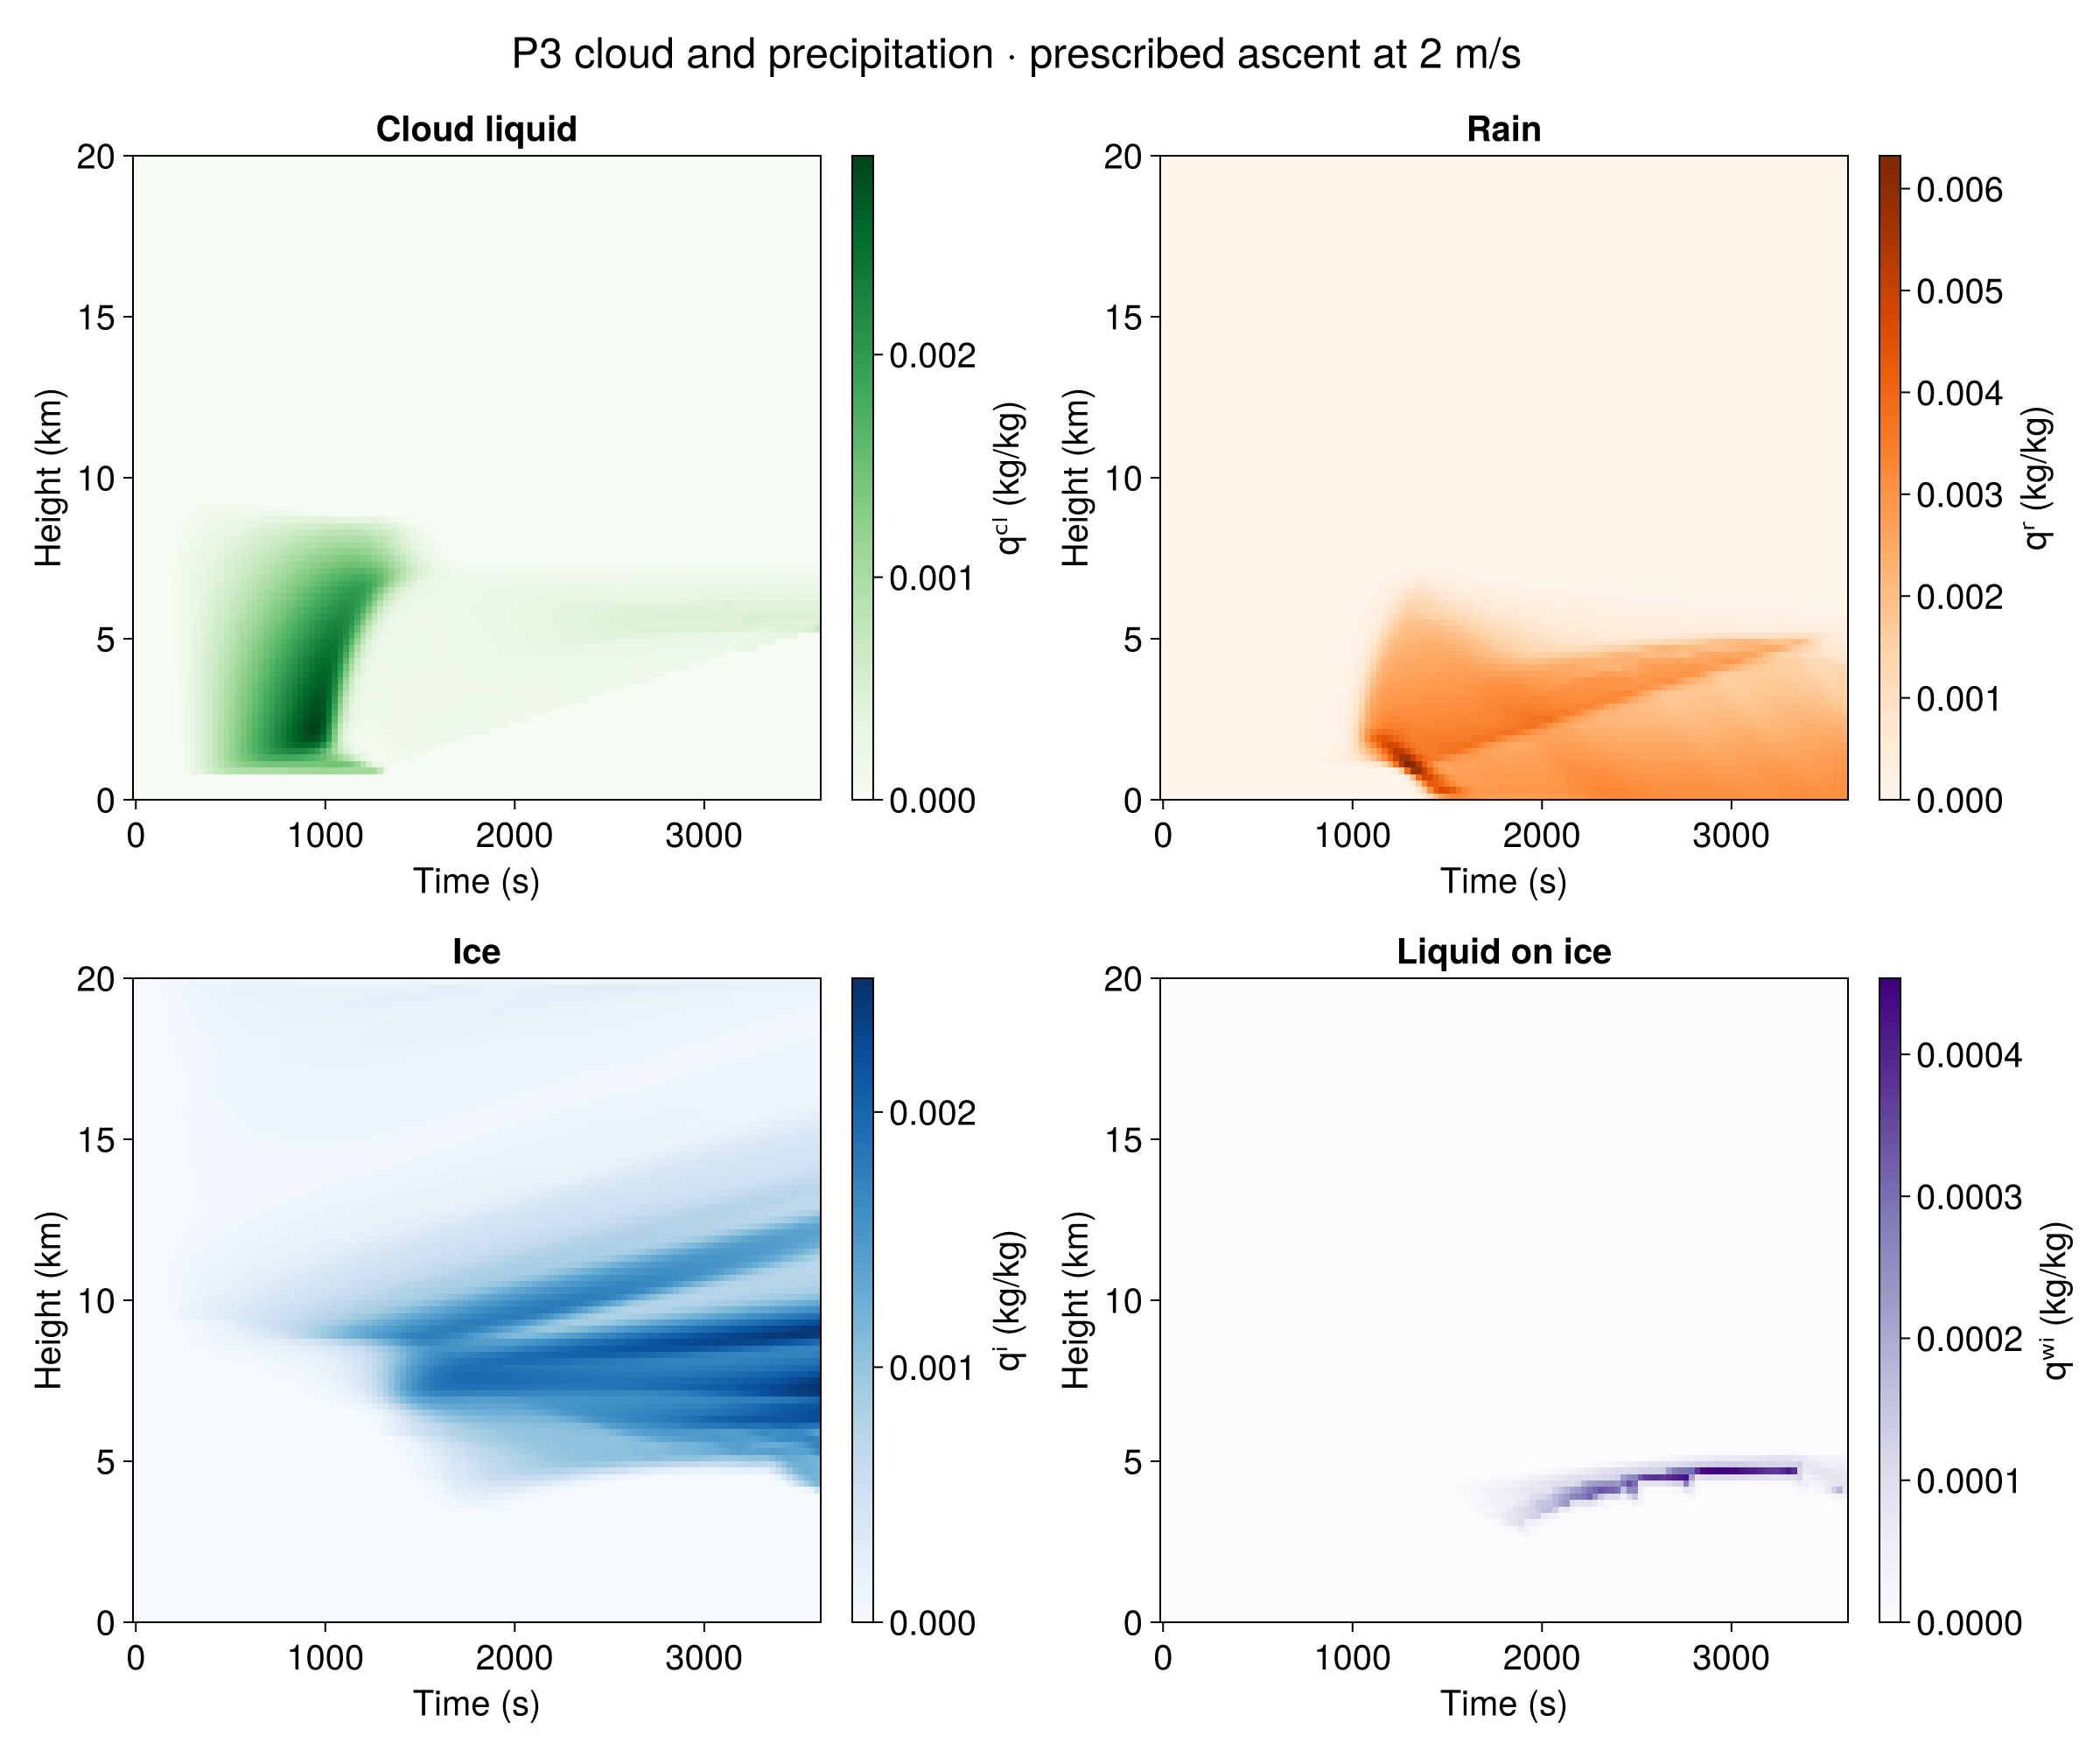 P3 cloud and precipitation · prescribed ascent at 2 m/s
Cloud liquid
20
15
10
5
0
Height (km)
0 1000 2000 3000
Time (s)
0.002
0.001
0.000
qᶜˡ (kg/kg)
Rain
20
15
10
5
0
Height (km)
0 1000 2000 3000
Time (s)
0.006
0.005
0.004
0.003
0.002
0.001
0.000
qʳ (kg/kg)
Ice
20
15
10
5
0
Height (km)
0 1000 2000 3000
Time (s)
0.002
0.001
0.000
qⁱ (kg/kg)
Liquid on ice
20
15
10
5
0
Height (km)
0 1000 2000 3000
Time (s)
0.0004
0.0003
0.0002
0.0001
0.0000
qʷⁱ (kg/kg)